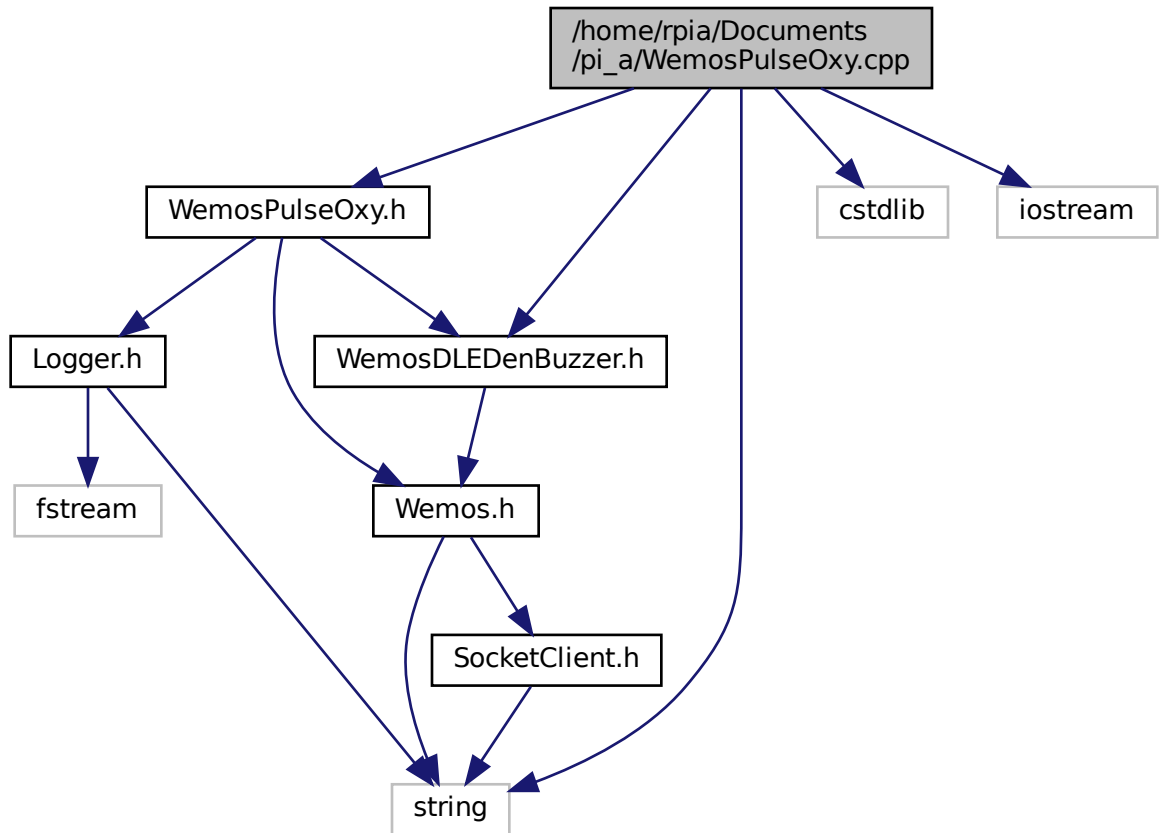 /home/rpia/Documents
/pi_a/WemosPulseOxy.cpp
WemosPulseOxy.h
cstdlib
iostream
Logger.h
WemosDLEDenBuzzer.h
fstream
Wemos.h
SocketClient.h
string